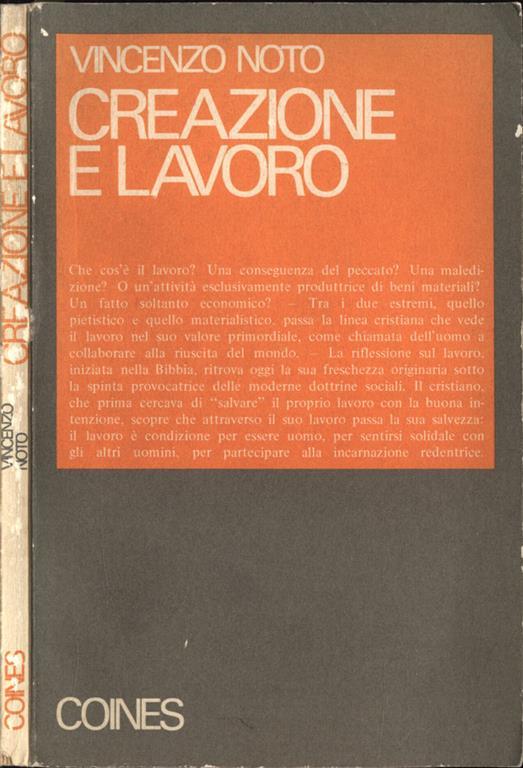 VINCENZO NOTO
CREAZIONE
E LAVORO
Che cos'è il lavoro? Una conseguenza del peccato? Una maledi-
zione? O un'attività esclusivamente produttrice di beni materiali?
Un fatto soltanto economico? – Tra i due estremi, quello
pietistico e quello materialistico, passa la linea cristiana che vede
il lavoro nel suo valore primordiale, come chiamata dell'uomo a
collaborare alla riuscita del mondo. – La riflessione sul lavoro,
iniziata nella Bibbia, ritrova oggi la sua freschezza originaria sotto
la spinta provocatrice delle moderne dottrine sociali. Il cristiano,
che prima cercava di "salvare" il proprio lavoro con la buona in-
tenzione, scopre che attraverso il suo lavoro passa la sua salvezza:
il lavoro è condizione per essere uomo, per sentirsi solidale con
gli altri uomini, per partecipare alla incarnazione redentrice.
COINES
VINCENZO
NOTO
CREAZIONE E LAVORO
COINES